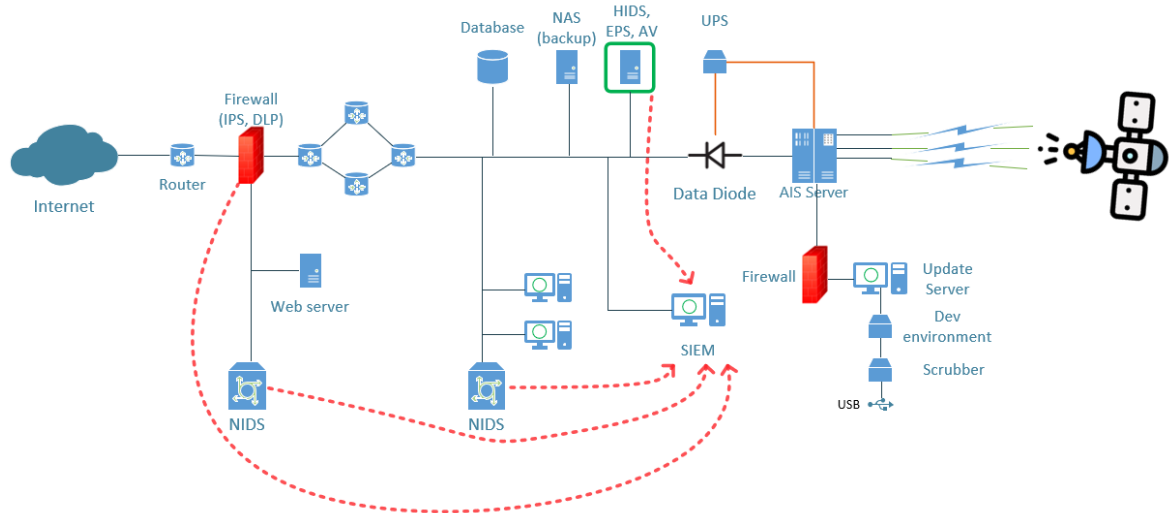 Database
NAS
(backup)
HIDS,
EPS, AV
UPS
Firewall
(IPS, DLP)
Internet
Router
Data Diode
AIS Server
Web server
Firewall
Update
Server
Dev
environment
Scrubber
USB
SIEM
NIDS
NIDS